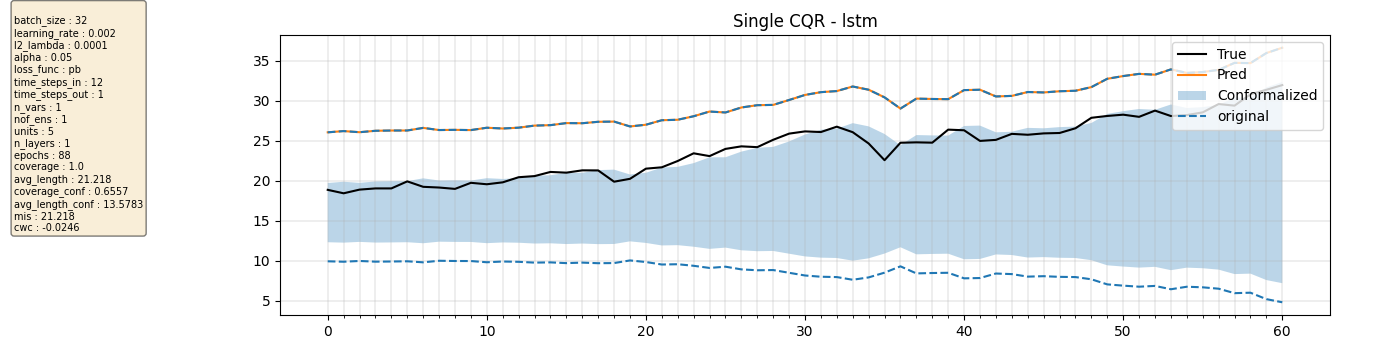 batch_size : 32
learning_rate : 0.002
l2_lambda : 0.0001
alpha : 0.05
loss_func : pb
time_steps_in : 12
time_steps_out : 1
n_vars : 1
nof_ens : 1
units : 5
n_layers : 1
epochs : 88
coverage : 1.0
avg_length : 21.218
coverage_conf : 0.6557
avg_length_conf : 13.5783
mis : 21.218
cwc : -0.0246
Single CQR - lstm
True
Pred
Conformalized
original
35
30
25
20
15
10
5
0 10 20 30 40 50 60